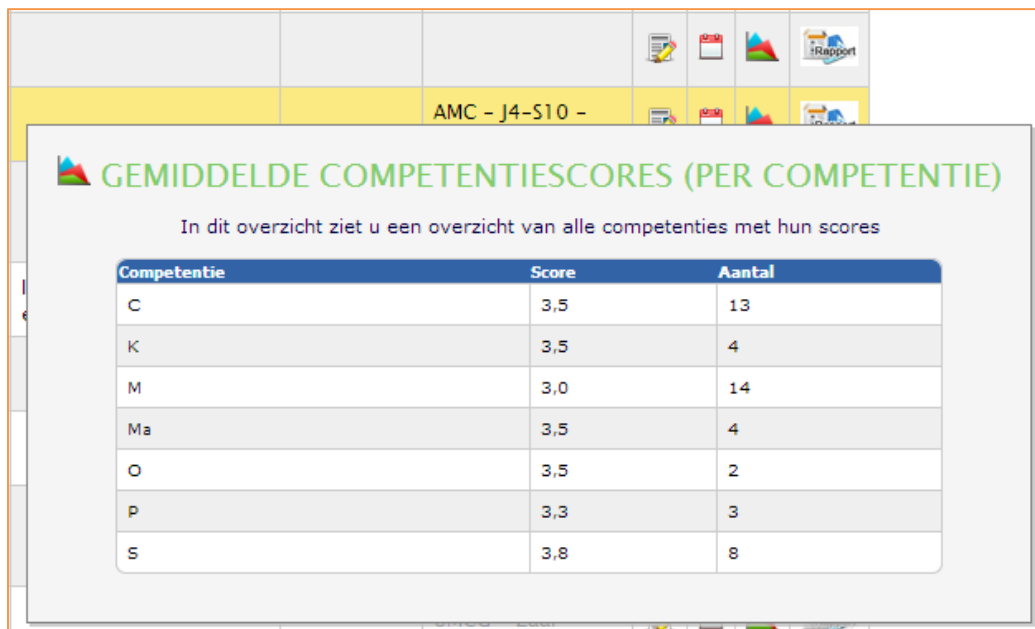 Rapport
AMC - J4-S10 -
GEMIDDELDE COMPETENTIESCORES (PER COMPETENTIE)
In dit overzicht ziet u een overzicht van alle competenties met hun scores
Competentie Score Aantal
C 3,5 13
K 3,5 4
M 3,0 14
Ma 3,5 4
O 3,5 2
P 3,3 3
S 3,8 8